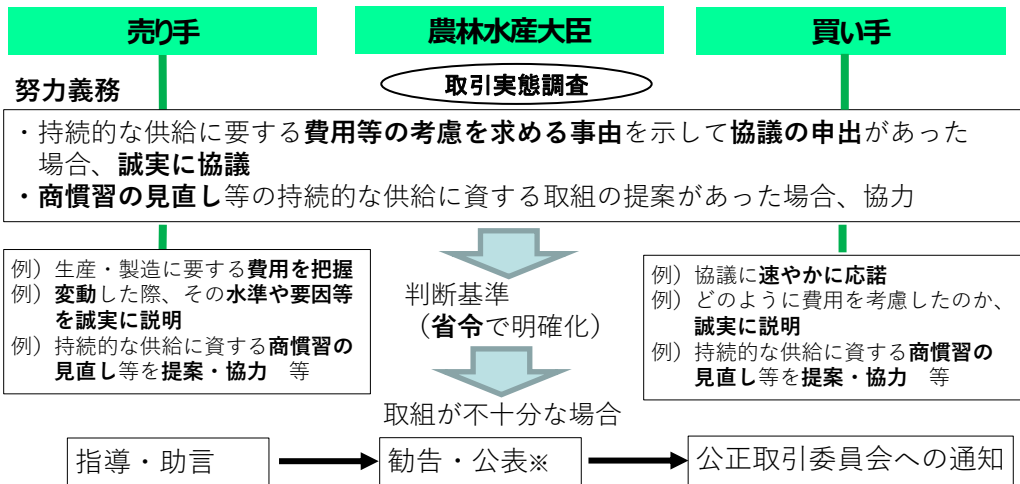 売り手
農林水産大臣
買い手
努力義務
取引実態調査
・持続的な供給に要する費用等の考慮を求める事由を示して協議の申出があった
場合、誠実に協議
・商慣習の見直し等の持続的な供給に資する取組の提案があった場合、協力
例）生産・製造に要する費用を把握
例）変動した際、その水準や要因等
を誠実に説明
例）持続的な供給に資する商慣習の
見直し等を提案・協力　等
判断基準
（省令で明確化）
例）協議に速やかに応諾
例）どのように費用を考慮したのか、
誠実に説明
例）持続的な供給に資する商慣習の
見直し等を提案・協力　等
取組が不十分な場合
指導・助言
勧告・公表※
公正取引委員会への通知